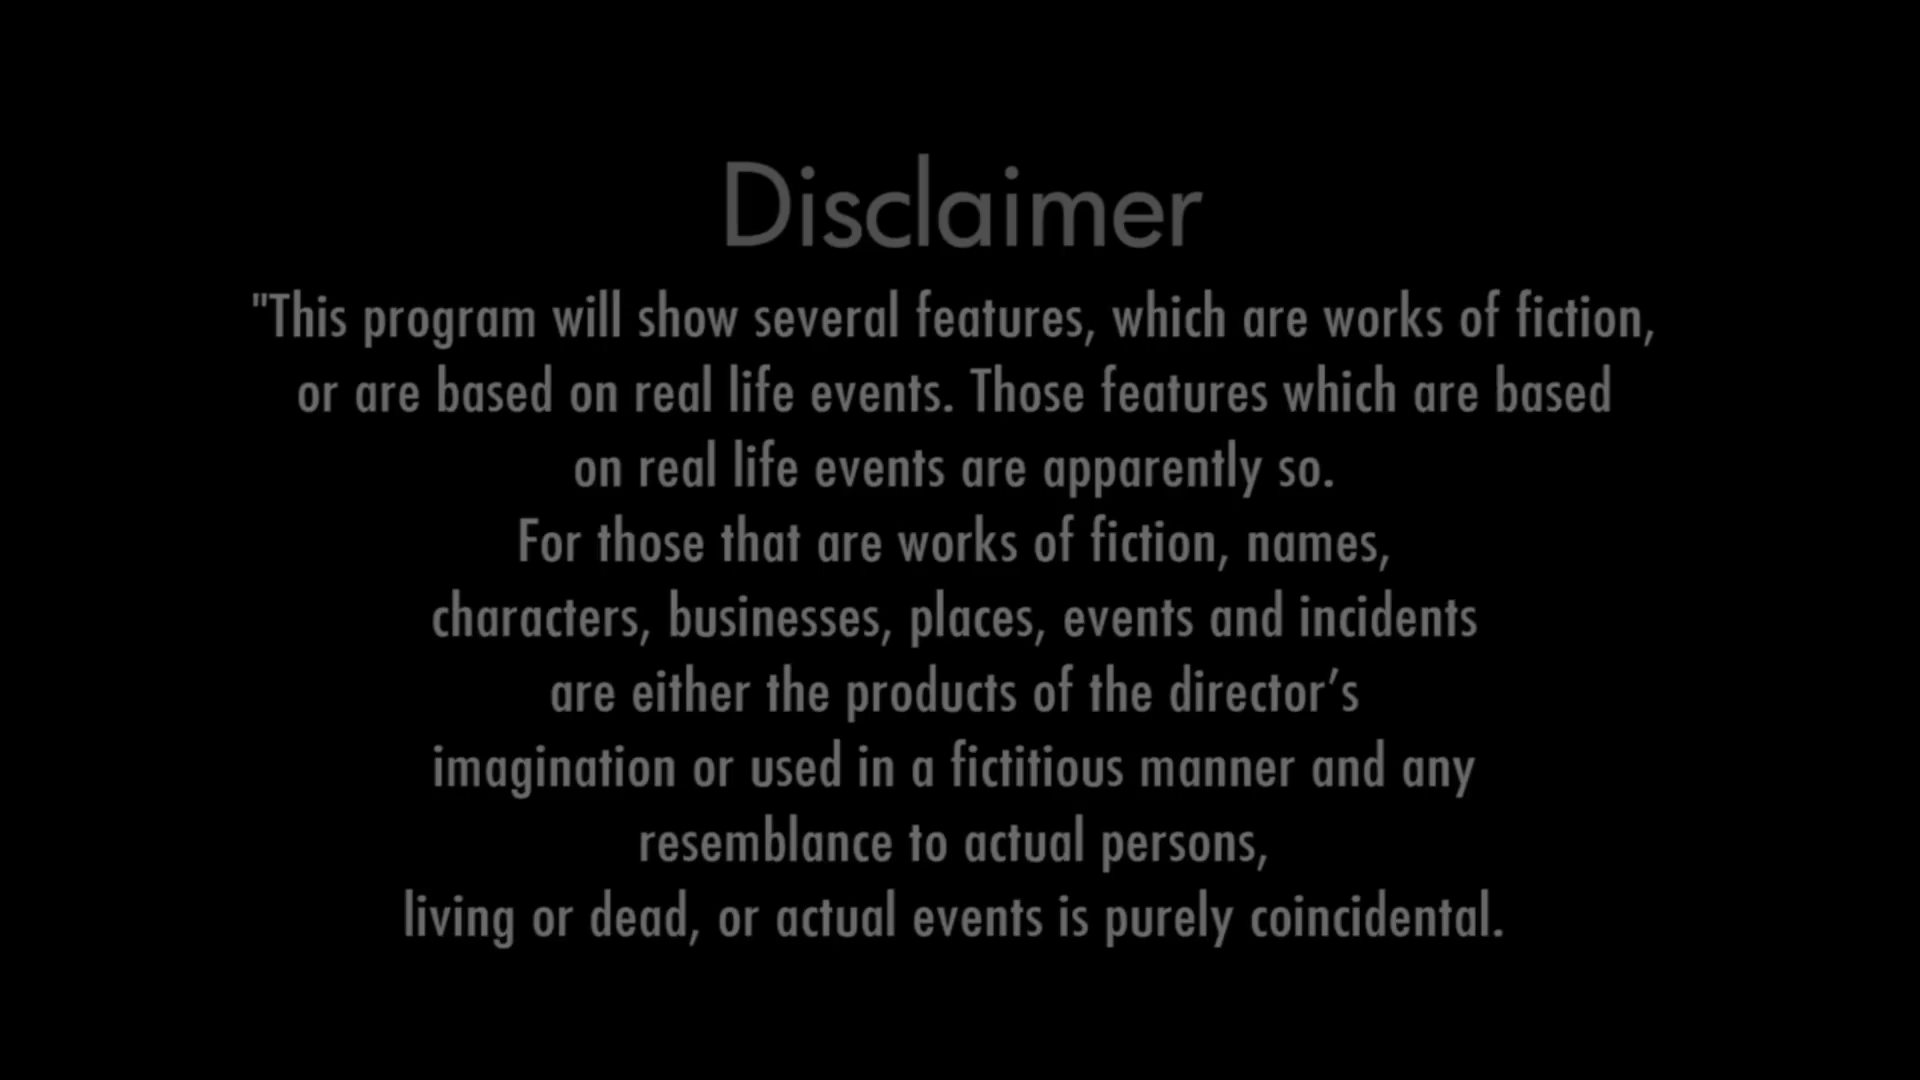 Disclaimer
"This program will show several features, which are works of fiction,
or are based on real life events. Those features which are based
on real life events are apparently so.
For those that are works of fiction, names,
characters, businesses, places, events and incidents
are either the products of the director’s
imagination or used in a fictitious manner and any
resemblance to actual persons,
living or dead, or actual events is purely coincidental.